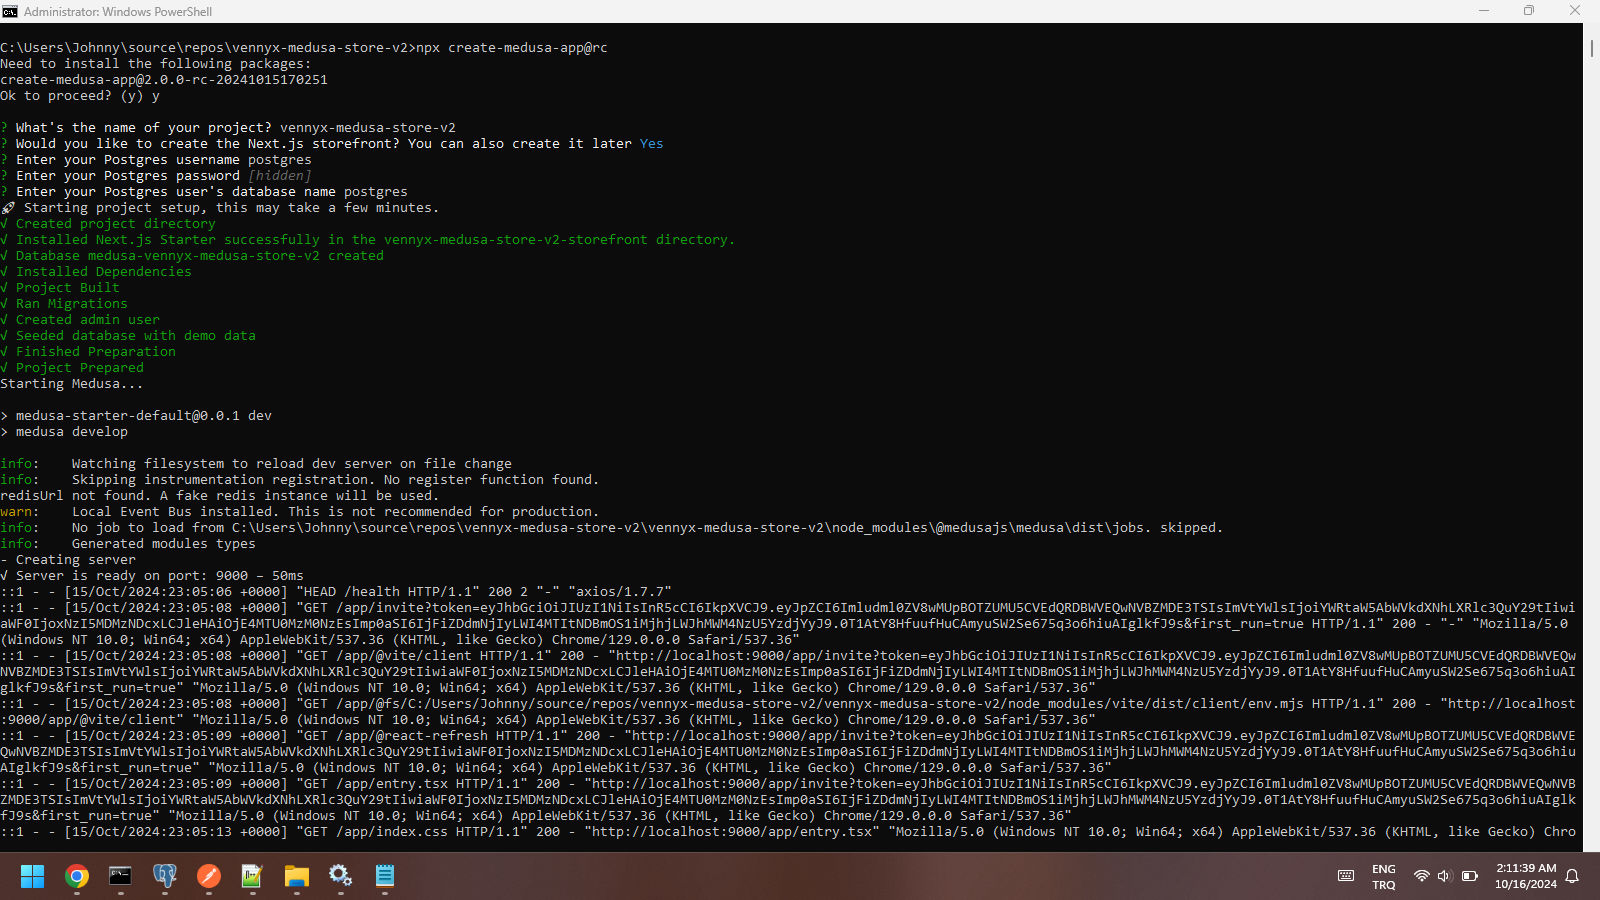 Administrator: Windows PowerShell
C:\Users\Johnny\source\repos\vennyx-medusa-store-v2>npx create-medusa-app@rc
Need to install the following packages:
create-medusa-app@2.0.0-rc-20241015170251
Ok to proceed? (y) y
? What's the name of your project? vennyx-medusa-store-v2
? Would you like to create the Next.js storefront? You can also create it later Yes
? Enter your Postgres username postgres
? Enter your Postgres password [hidden]
? Enter your Postgres user's database name postgres
🚀 Starting project setup, this may take a few minutes.
√ Created project directory
√ Installed Next.js Starter successfully in the vennyx-medusa-store-v2-storefront directory.
√ Database medusa-vennyx-medusa-store-v2 created
√ Installed Dependencies
√ Project Built
√ Ran Migrations
√ Created admin user
√ Seeded database with demo data
√ Finished Preparation
√ Project Prepared
Starting Medusa...
> medusa-starter-default@0.0.1 dev
> medusa develop
info:    Watching filesystem to reload dev server on file change
info:    Skipping instrumentation registration. No register function found.
redisUrl not found. A fake redis instance will be used.
warn:    Local Event Bus installed. This is not recommended for production.
info:    No job to load from C:\Users\Johnny\source\repos\vennyx-medusa-store-v2\vennyx-medusa-store-v2\node_modules\@medusajs\medusa\dist\jobs. skipped.
info:    Generated modules types
- Creating server
√ Server is ready on port: 9000 – 50ms
::1 - - [15/Oct/2024:23:05:06 +0000] "HEAD /health HTTP/1.1" 200 2 "-" "axios/1.7.7"
::1 - - [15/Oct/2024:23:05:08 +0000] "GET /app/invite?token=
&first_run=true HTTP/1.1" 200 - "-" "Mozilla/5.0
(Windows NT 10.0; Win64; x64) AppleWebKit/537.36 (KHTML, like Gecko) Chrome/129.0.0.0 Safari/537.36"
::1 - - [15/Oct/2024:23:05:08 +0000] "GET /app/@vite/client HTTP/1.1" 200 - "http://localhost:9000/app/invite?token=
&first_run=true" "Mozilla/5.0 (Windows NT 10.0; Win64; x64) AppleWebKit/537.36 (KHTML, like Gecko) Chrome/129.0.0.0 Safari/537.36"
::1 - - [15/Oct/2024:23:05:08 +0000] "GET /app/@fs/C:/Users/Johnny/source/repos/vennyx-medusa-store-v2/vennyx-medusa-store-v2/node_modules/vite/dist/client/env.mjs HTTP/1.1" 200 - "http://localhost
:9000/app/@vite/client" "Mozilla/5.0 (Windows NT 10.0; Win64; x64) AppleWebKit/537.36 (KHTML, like Gecko) Chrome/129.0.0.0 Safari/537.36"
::1 - - [15/Oct/2024:23:05:09 +0000] "GET /app/@react-refresh HTTP/1.1" 200 - "http://localhost:9000/app/invite?token=
&first_run=true" "Mozilla/5.0 (Windows NT 10.0; Win64; x64) AppleWebKit/537.36 (KHTML, like Gecko) Chrome/129.0.0.0 Safari/537.36"
::1 - - [15/Oct/2024:23:05:09 +0000] "GET /app/entry.tsx HTTP/1.1" 200 - "http://localhost:9000/app/invite?token=
&first_run=true" "Mozilla/5.0 (Windows NT 10.0; Win64; x64) AppleWebKit/537.36 (KHTML, like Gecko) Chrome/129.0.0.0 Safari/537.36"
::1 - - [15/Oct/2024:23:05:13 +0000] "GET /app/index.css HTTP/1.1" 200 - "http://localhost:9000/app/entry.tsx" "Mozilla/5.0 (Windows NT 10.0; Win64; x64) AppleWebKit/537.36 (KHTML, like Gecko) Chro
ENG
TRQ
2:11:39 AM
10/16/2024